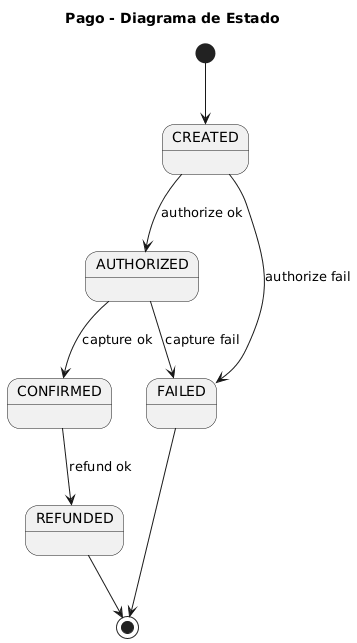 Pago - Diagrama de Estado
CREATED
authorize ok
AUTHORIZED
authorize fail
capture ok
capture fail
CONFIRMED
FAILED
refund ok
REFUNDED